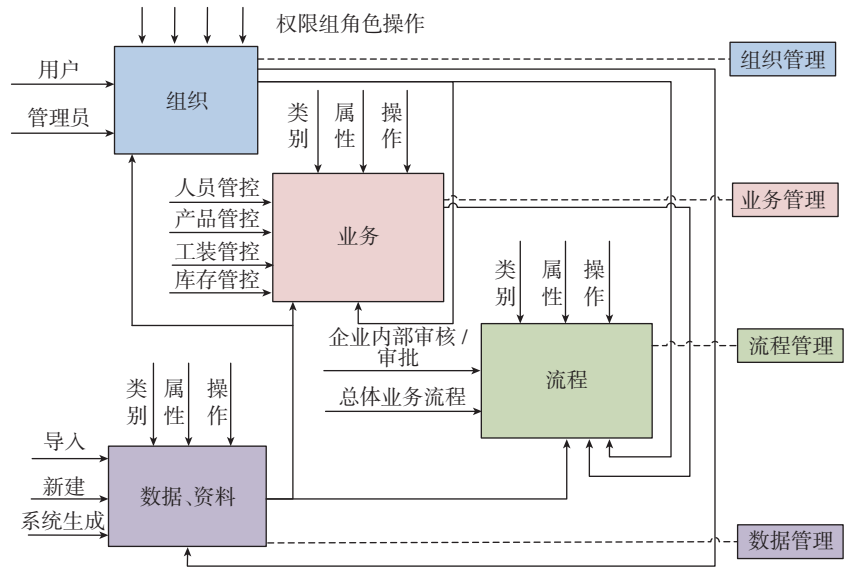 权限组角色操作
用户
管理员
组织
组织管理
类别
属性
操作
人员管控
产品管控
工装管控
库存管控
业务
业务管理
类别
属性
操作
企业内部审核/
审批
总体业务流程
流程
流程管理
类别
属性
操作
导入
新建
系统生成
数据、资料
数据管理